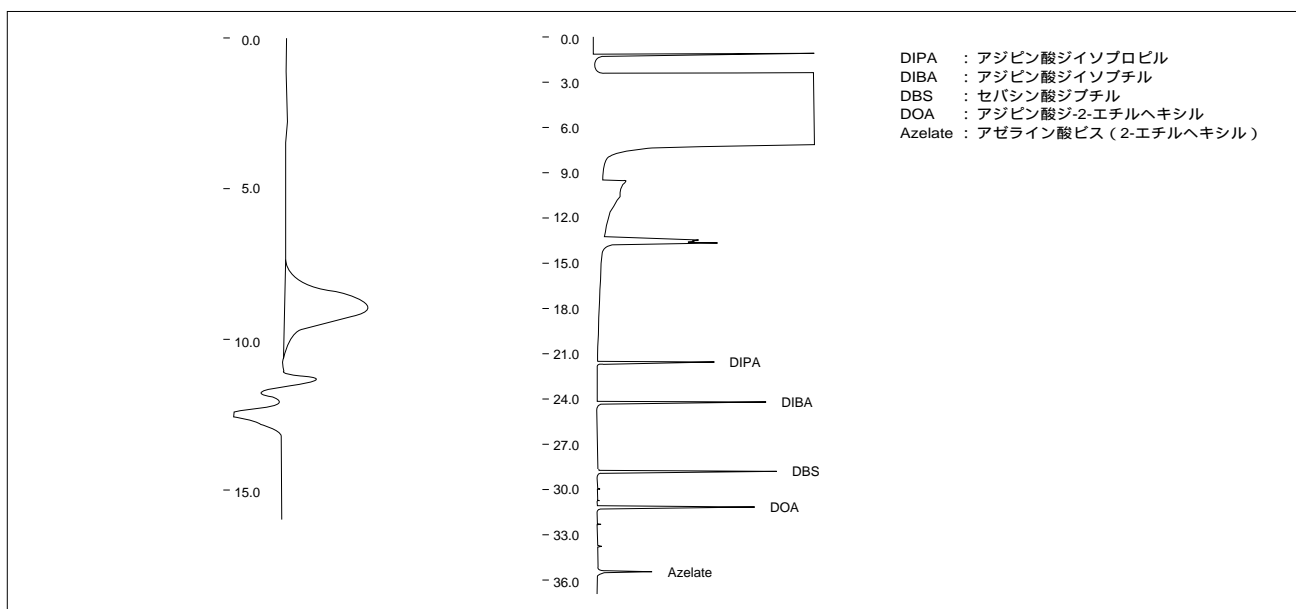 0.0
5.0
10.0
15.0
0.0
3.0
6.0
9.0
12.0
15.0
18.0
21.0
24.0
27.0
30.0
33.0
36.0
DIPA
DIBA
DBS
DOA
Azelate
DIPA : アジピン酸ジイソプロピル
DIBA : アジピン酸ジイソブチル
DBS : セバシン酸ジブチル
DOA : アジピン酸ジ-2-エチルヘキシル
Azelate : アゼライン酸ビス(2-エチルヘキシル)